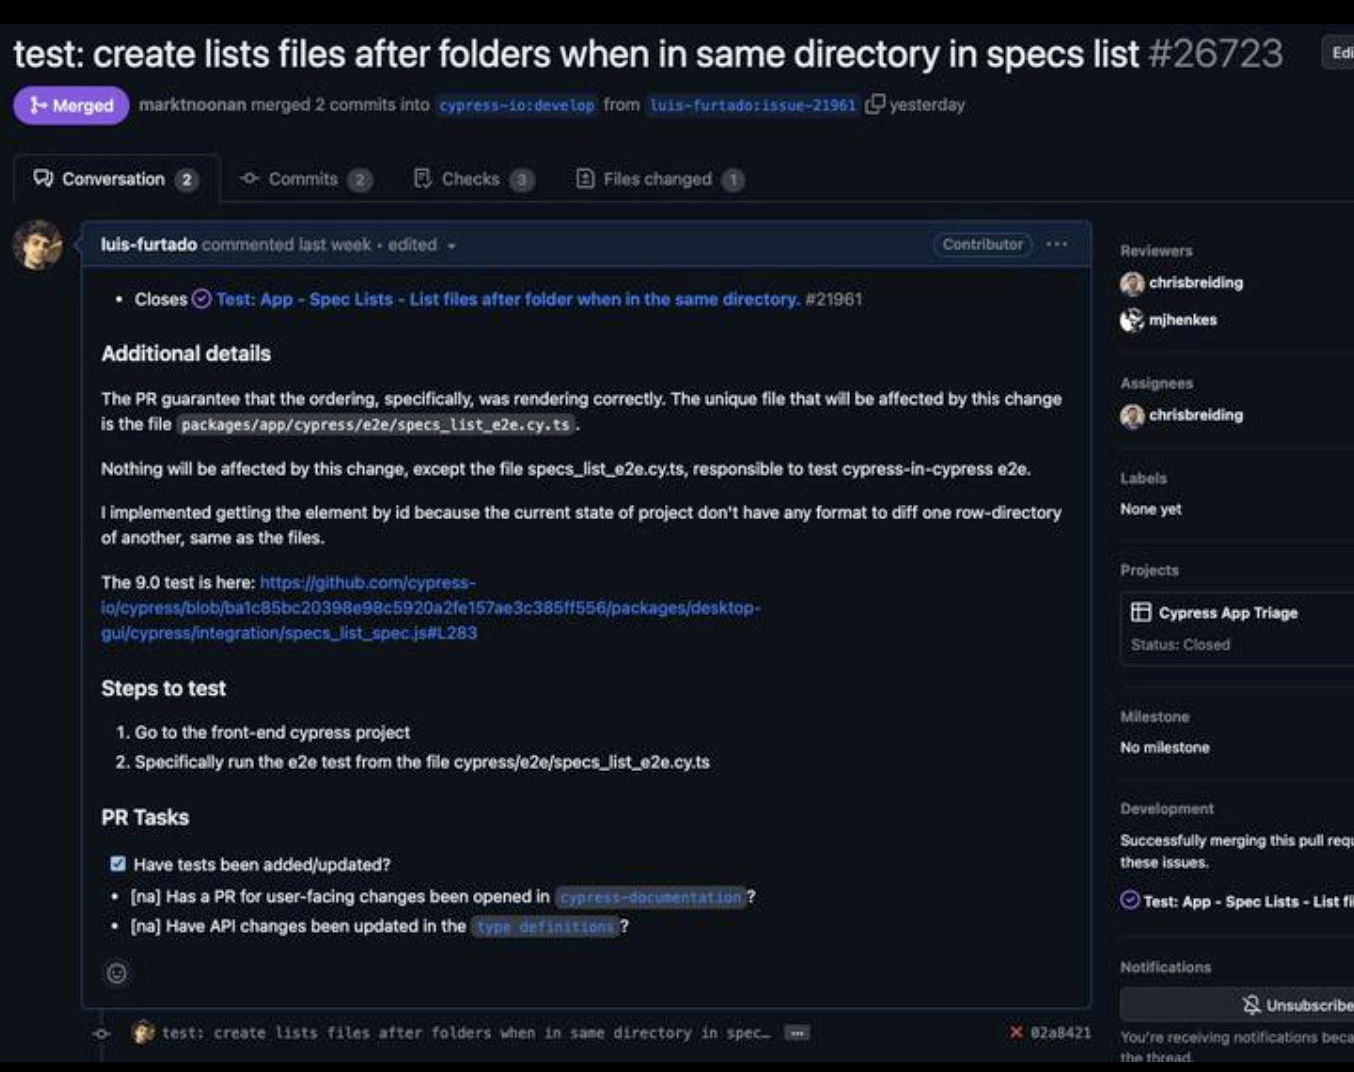 test: create lists files after folders when in same directory in specs list #26723
Edi
Merged marktnoonan merged 2 commits into cypress-io:develop from luis-furtado:issue-21961 yesterday
Conversation 2 Commits 2 Checks 3 Files changed 1
luis-furtado commented last week • edited Contributor ...
• Closes Test: App - Spec Lists - List files after folder when in the same directory. #21961
Additional details
The PR guarantee that the ordering, specifically, was rendering correctly. The unique file that will be affected by this change
is the file packages/app/cypress/e2e/specs_list_e2e.cy.ts .
Nothing will be affected by this change, except the file specs_list_e2e.cy.ts, responsible to test cypress-in-cypress e2e.
I implemented getting the element by id because the current state of project don't have any format to diff one row-directory
of another, same as the files.
The 9.0 test is here: https://github.com/cypress-
io/cypress/blob/ba1c85bc20398e98c5920a2fe157ae3c385ff556/packages/desktop-
gui/cypress/integration/specs_list_spec.js#L283
Steps to test
1. Go to the front-end cypress project
2. Specifically run the e2e test from the file cypress/e2e/specs_list_e2e.cy.ts
PR Tasks
Have tests been added/updated?
• [na] Has a PR for user-facing changes been opened in cypress-documentation ?
• [na] Have API changes been updated in the type definitions ?
test: create lists files after folders when in same directory in spec… ... 02a8421
Reviewers
chrisbreiding
mjhenkes
Assignees
chrisbreiding
Labels
None yet
Projects
Cypress App Triage
Status: Closed
Milestone
No milestone
Development
Successfully merging this pull requ
these issues.
Test: App - Spec Lists - List fi
Notifications
Unsubscribe
You're receiving notifications beca
the thread.